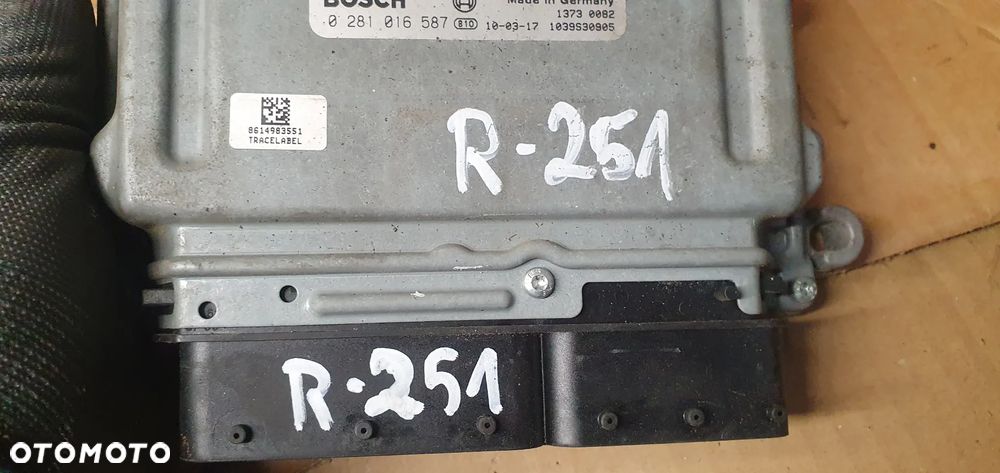 BOSCH
Made in Germany
1373 0082
0 281 016 587 810 10-03-17 1039S30905
8614983551
TRACELABEL
R-251
R-251
OTOMOTO